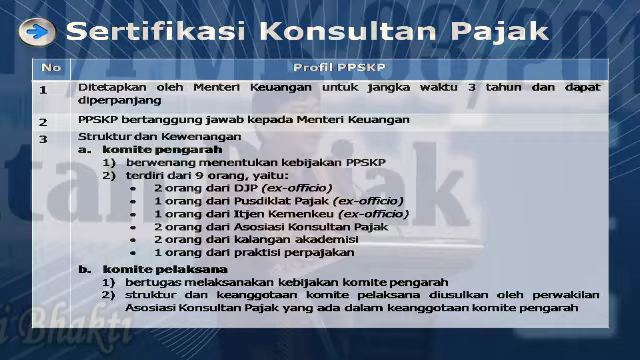 Sertifikasi Konsultan Pajak
No Profil PPSKP
1 Ditetapkan oleh Menteri Keuangan untuk jangka waktu 3 tahun dan dapat
diperpanjang
2 PPSKP bertanggung jawab kepada Menteri Keuangan
3 Struktur dan Kewenangan
a. komite pengarah
1) berwenang menentukan kebijakan PPSKP
2) terdiri dari 9 orang, yaitu:
• 2 orang dari DJP (ex-officio)
• 1 orang dari Pusdiklat Pajak (ex-officio)
• 1 orang dari Itjen Kemenkeu (ex-officio)
• 2 orang dari Asosiasi Konsultan Pajak
• 2 orang dari kalangan akademisi
• 1 orang dari praktisi perpajakan
b. komite pelaksana
1) bertugas melaksanakan kebijakan komite pengarah
2) struktur dan keanggotaan komite pelaksana diusulkan oleh perwakilan
Asosiasi Konsultan Pajak yang ada dalam keanggotaan komite pengarah
i Bhakti